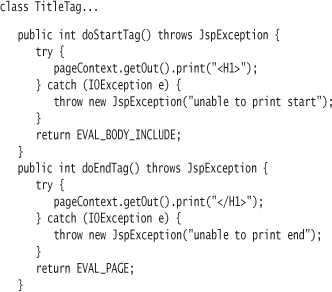 class TitleTag...
public int doStartTag() throws JspException {
try {
pageContext.getOut().print("<H1>");
} catch (IOException e) {
throw new JspException("unable to print start");
}
return EVAL_BODY_INCLUDE;
}
public int doEndTag() throws JspException {
try {
pageContext.getOut().print("</H1>");
} catch (IOException e) {
throw new JspException("unable to print end");
}
return EVAL_PAGE;
}